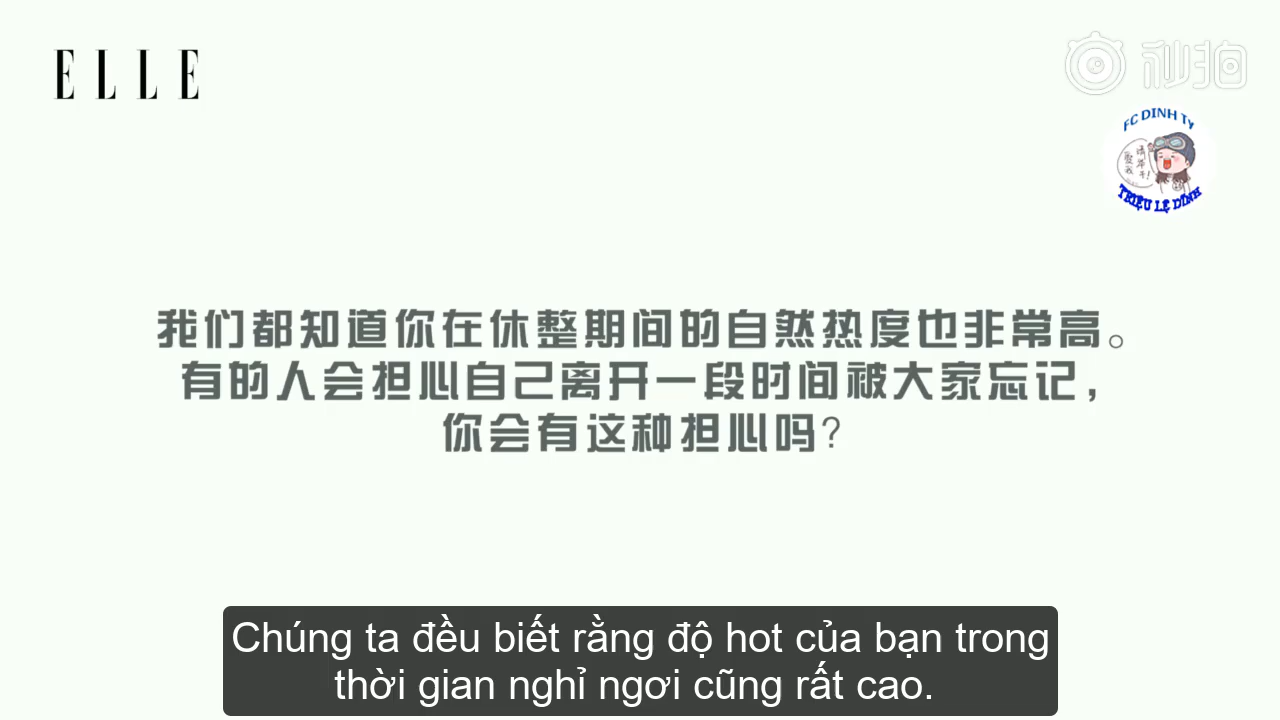 ELLE
秒拍
FC DINH TY
TRIỆU LỆ DĨNH
我们都知道你在休整期间的自然热度也非常高。
有的人会担心自己离开一段时间被大家忘记，
你会有这种担心吗?
Chúng ta đều biết rằng độ hot của bạn trong
thời gian nghỉ ngơi cũng rất cao.